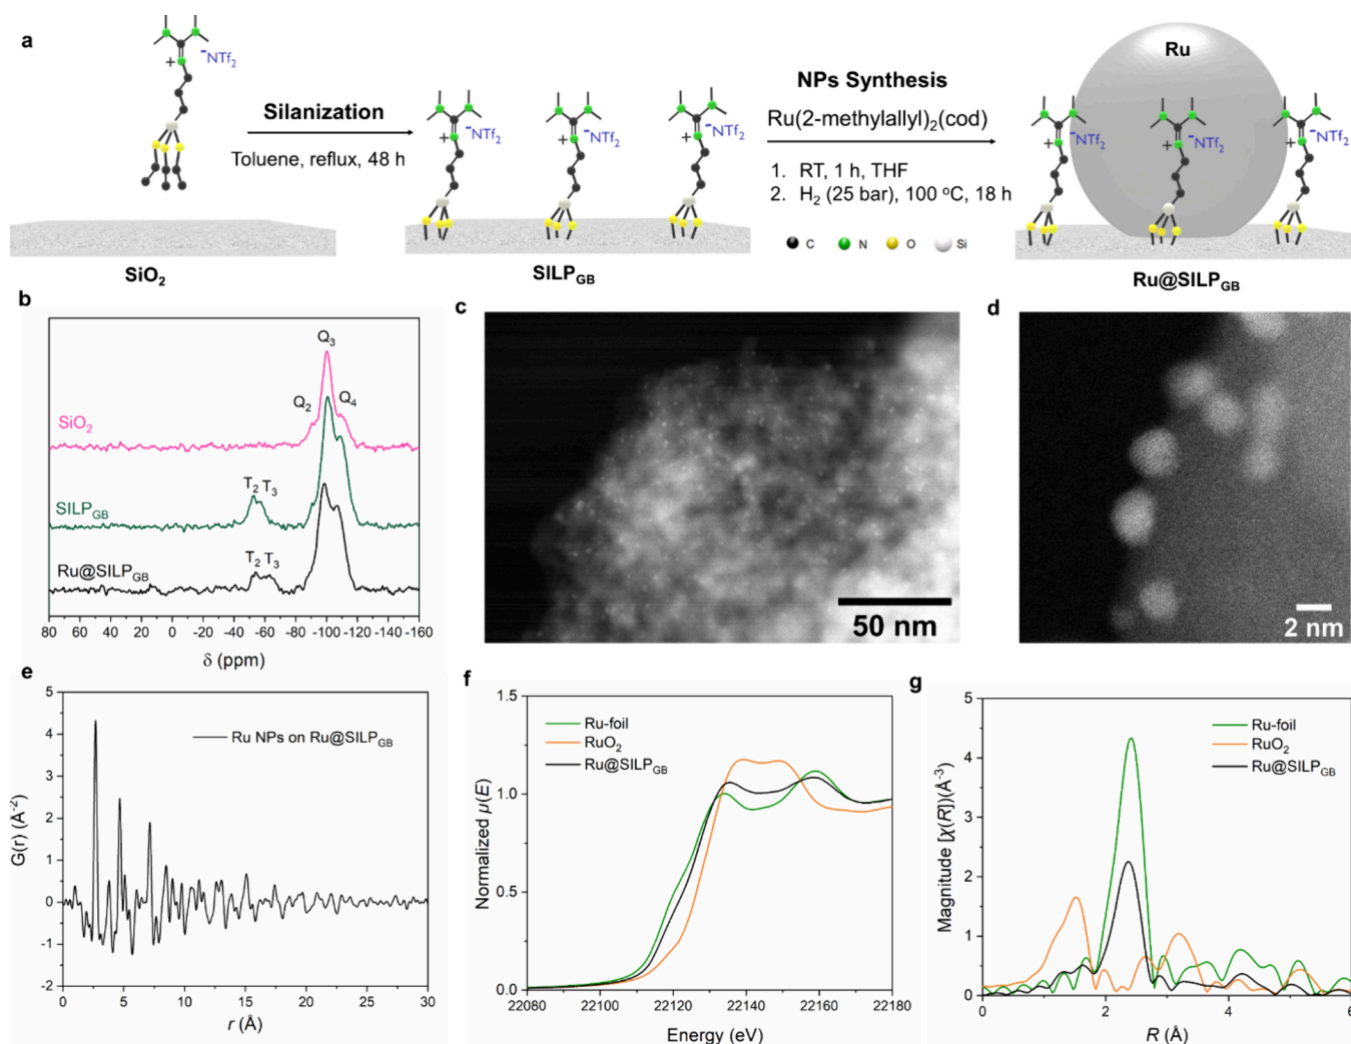 a
⁻NTf₂
+
Silanization
Toluene, reflux, 48 h
SiO₂
⁻NTf₂
+
⁻NTf₂
+
⁻NTf₂
+
SILP_GB
NPs Synthesis
Ru(2-methylallyl)₂(cod)
1. RT, 1 h, THF
2. H₂ (25 bar), 100 °C, 18 h
C N O Si
Ru
⁻NTf₂
+
⁻NTf₂
+
⁻NTf₂
+
Ru@SILP_GB
b
Q₃
Q₂
Q₄
SiO₂
T₂ T₃
SILP_GB
T₂ T₃
Ru@SILP_GB
80 60 40 20 0 -20 -40 -60 -80 -100 -120 -140 -160
δ (ppm)
c
50 nm
d
2 nm
e
5
4
3
2
1
0
-1
-2
G(r) (Å⁻²)
Ru NPs on Ru@SILP_GB
0 5 10 15 20 25 30
r (Å)
f
1.5
1.0
0.5
0.0
Normalized μ(E)
Ru-foil
RuO₂
Ru@SILP_GB
22080 22100 22120 22140 22160 22180
Energy (eV)
g
5
4
3
2
1
0
Magnitude [χ(R])(Å⁻³)
Ru-foil
RuO₂
Ru@SILP_GB
0 2 4 6
R (Å)